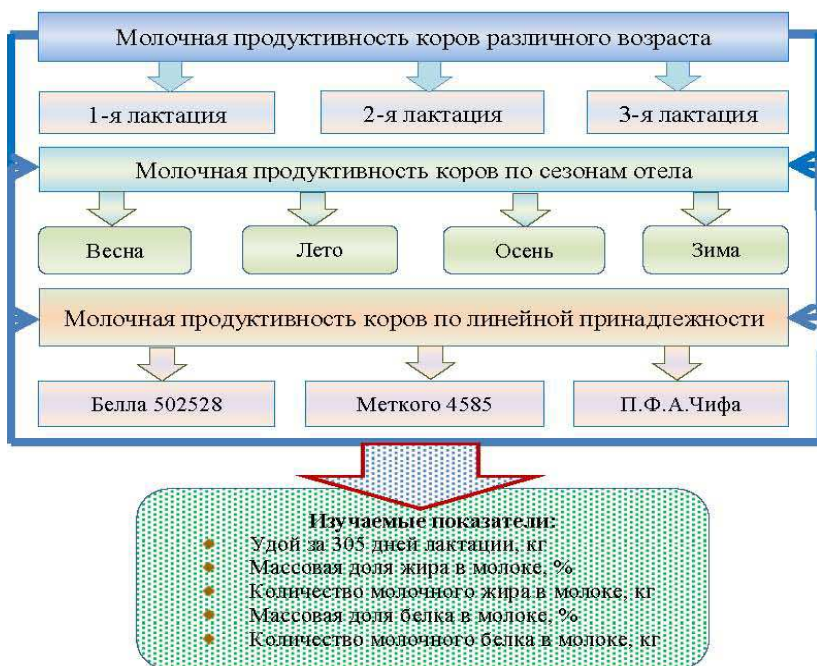 Молочная продуктивность коров различного возраста
1-я лактация
2-я лактация
3-я лактация
Молочная продуктивность коров по сезонам отела
Весна
Лето
Осень
Зима
Молочная продуктивность коров по линейной принадлежности
Белла 502528
Меткого 4585
П.Ф.А.Чифа
Изучаемые показатели:
Удой за 305 дней лактации, кг
Массовая доля жира в молоке, %
Количество молочного жира в молоке, кг
Массовая доля белка в молоке, %
Количество молочного белка в молоке, кг